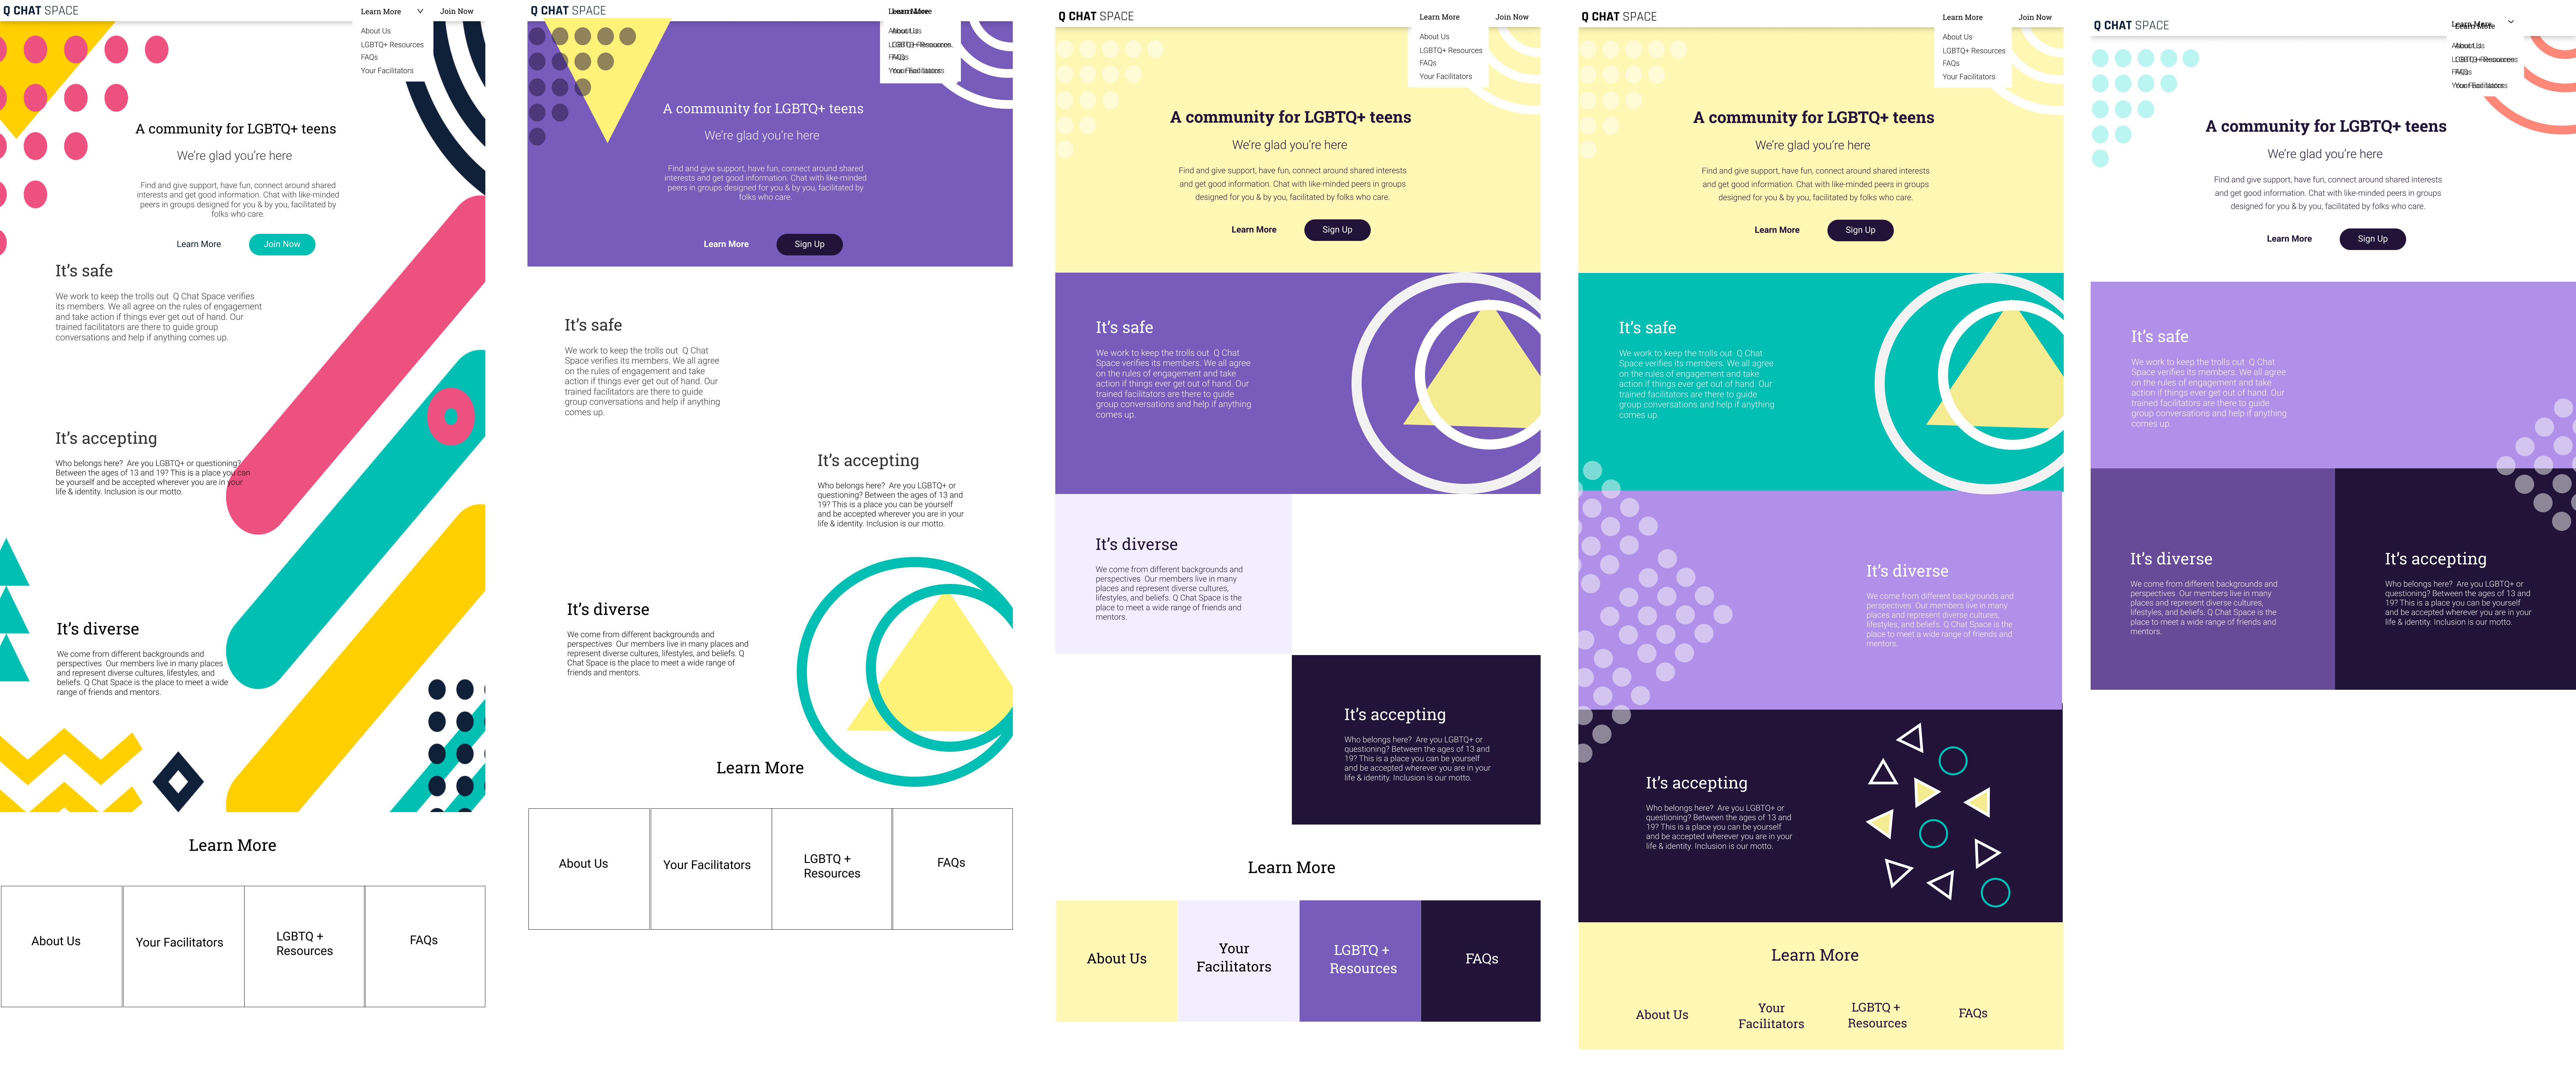 Q CHAT SPACE
Learn More
Join Now
About Us
LGBTQ+ Resources
FAQs
Your Facilitators
A community for LGBTQ+ teens
We're glad you're here
Find and give support, have fun, connect around shared
interests and get good information. Chat with like-minded
peers in groups designed for you & by you, facilitated by
folks who care.
Learn More
Join Now
It's safe
We work to keep the trolls out  Q Chat Space verifies
its members. We all agree on the rules of engagement
and take action if things ever get out of hand. Our
trained facilitators are there to guide group
conversations and help if anything comes up.
It's accepting
Who belongs here?  Are you LGBTQ+ or questioning?
Between the ages of 13 and 19? This is a place you can
be yourself and be accepted wherever you are in your
life & identity. Inclusion is our motto.
It's diverse
We come from different backgrounds and
perspectives  Our members live in many places
and represent diverse cultures, lifestyles, and
beliefs. Q Chat Space is the place to meet a wide
range of friends and mentors.
Learn More
About Us
Your Facilitators
LGBTQ +
Resources
FAQs
Q CHAT SPACE
Learn More
About Us
LGBTQ+ Resources
FAQs
Your Facilitators
A community for LGBTQ+ teens
We're glad you're here
Find and give support, have fun, connect around shared
interests and get good information. Chat with like-minded
peers in groups designed for you & by you, facilitated by
folks who care.
Learn More
Sign Up
It's safe
We work to keep the trolls out  Q Chat
Space verifies its members. We all agree
on the rules of engagement and take
action if things ever get out of hand. Our
trained facilitators are there to guide
group conversations and help if anything
comes up.
It's accepting
Who belongs here?  Are you LGBTQ+ or
questioning? Between the ages of 13 and
19? This is a place you can be yourself
and be accepted wherever you are in your
life & identity. Inclusion is our motto.
It's diverse
We come from different backgrounds and
perspectives  Our members live in many places and
represent diverse cultures, lifestyles, and beliefs. Q
Chat Space is the place to meet a wide range of
friends and mentors.
Learn More
About Us
Your Facilitators
LGBTQ +
Resources
FAQs
Q CHAT SPACE
Learn More
Join Now
About Us
LGBTQ+ Resources
FAQs
Your Facilitators
A community for LGBTQ+ teens
We're glad you're here
Find and give support, have fun, connect around shared interests
and get good information. Chat with like-minded peers in groups
designed for you & by you, facilitated by folks who care.
Learn More
Sign Up
It's safe
We work to keep the trolls out  Q Chat
Space verifies its members. We all agree
on the rules of engagement and take
action if things ever get out of hand. Our
trained facilitators are there to guide
group conversations and help if anything
comes up.
It's diverse
We come from different backgrounds and
perspectives  Our members live in many
places and represent diverse cultures,
lifestyles, and beliefs. Q Chat Space is the
place to meet a wide range of friends and
mentors.
It's accepting
Who belongs here?  Are you LGBTQ+ or
questioning? Between the ages of 13 and
19? This is a place you can be yourself
and be accepted wherever you are in your
life & identity. Inclusion is our motto.
Learn More
About Us
Your
Facilitators
LGBTQ +
Resources
FAQs
Q CHAT SPACE
Learn More
Join Now
About Us
LGBTQ+ Resources
FAQs
Your Facilitators
A community for LGBTQ+ teens
We're glad you're here
Find and give support, have fun, connect around shared interests
and get good information. Chat with like-minded peers in groups
designed for you & by you, facilitated by folks who care.
Learn More
Sign Up
It's safe
We work to keep the trolls out  Q Chat
Space verifies its members. We all agree
on the rules of engagement and take
action if things ever get out of hand. Our
trained facilitators are there to guide
group conversations and help if anything
comes up.
It's diverse
We come from different backgrounds and
perspectives  Our members live in many
places and represent diverse cultures,
lifestyles, and beliefs. Q Chat Space is the
place to meet a wide range of friends and
mentors.
It's accepting
Who belongs here?  Are you LGBTQ+ or
questioning? Between the ages of 13 and
19? This is a place you can be yourself
and be accepted wherever you are in your
life & identity. Inclusion is our motto.
Learn More
About Us
Your
Facilitators
LGBTQ +
Resources
FAQs
Q CHAT SPACE
Learn More
About Us
LGBTQ+ Resources
FAQs
Your Facilitators
A community for LGBTQ+ teens
We're glad you're here
Find and give support, have fun, connect around shared interests
and get good information. Chat with like-minded peers in groups
designed for you & by you, facilitated by folks who care.
Learn More
Sign Up
It's safe
We work to keep the trolls out  Q Chat
Space verifies its members. We all agree
on the rules of engagement and take
action if things ever get out of hand. Our
trained facilitators are there to guide
group conversations and help if anything
comes up.
It's diverse
We come from different backgrounds and
perspectives  Our members live in many
places and represent diverse cultures,
lifestyles, and beliefs. Q Chat Space is the
place to meet a wide range of friends and
mentors.
It's accepting
Who belongs here?  Are you LGBTQ+ or
questioning? Between the ages of 13 and
19? This is a place you can be yourself
and be accepted wherever you are in your
life & identity. Inclusion is our motto.